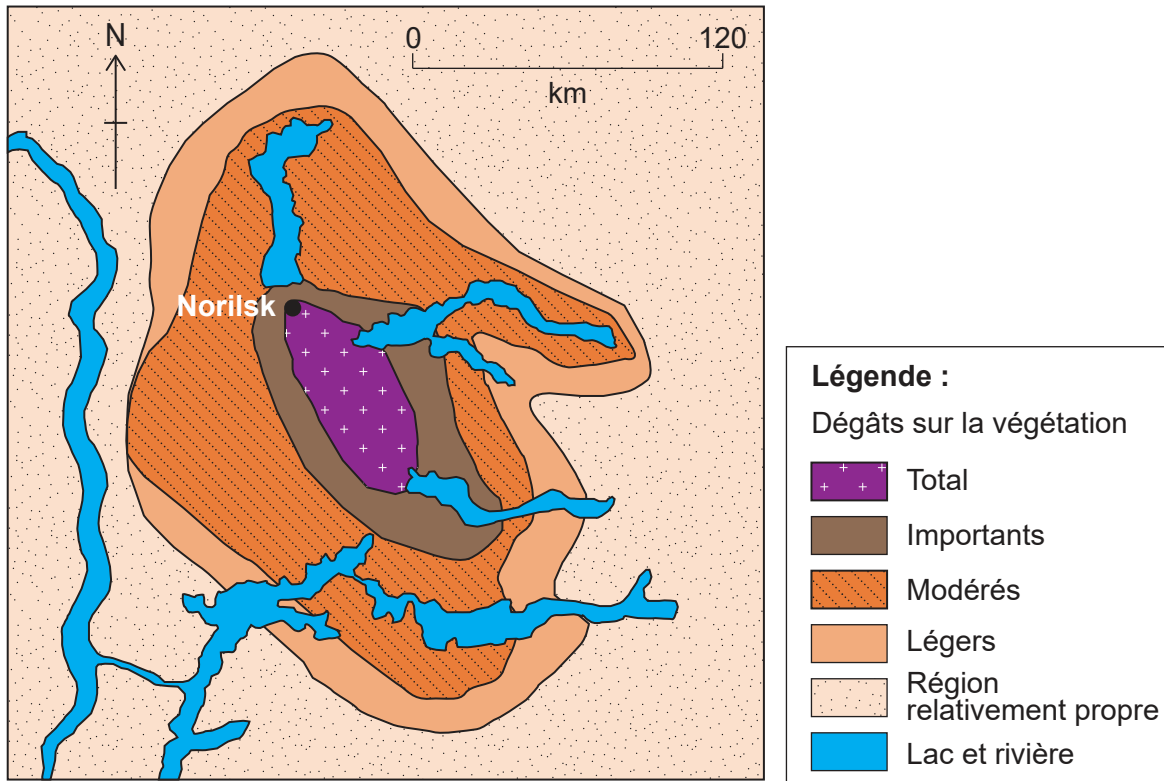 N
0 120
km
Norilsk
Légende :
Dégâts sur la végétation
Total
Importants
Modérés
Légers
Région
relativement propre
Lac et rivière